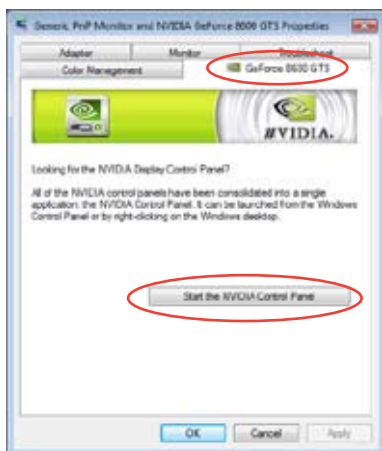 Generic PnP Monitor and NVIDIA GeForce 8600 GTS Properties
Adapter Monitor Troubleshoot
Color Management GeForce 8600 GTS
NVIDIA.
Looking for the NVIDIA Display Control Panel?
All of the NVIDIA control panels have been consolidated into a single
application: the NVIDIA Control Panel. It can be launched from the Windows
Control Panel or by right-clicking on the Windows desktop.
Start the NVIDIA Control Panel
OK Cancel Apply